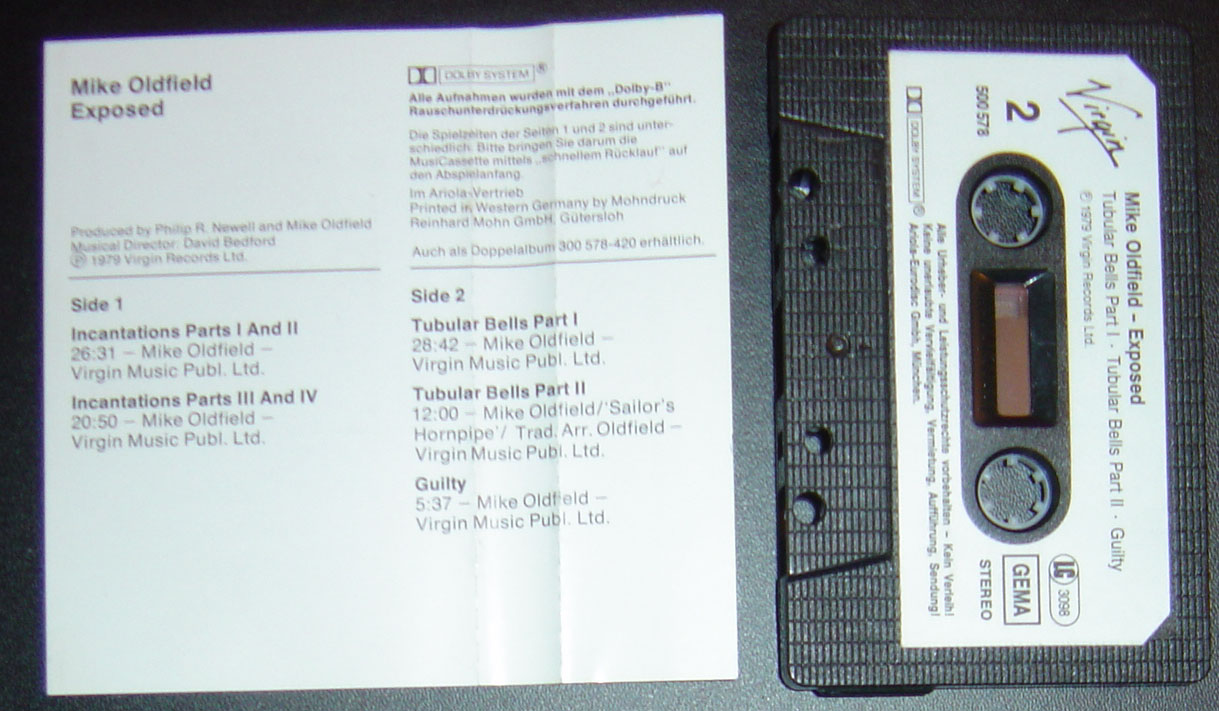 Mike Oldfield
Exposed
Produced by Philip R. Newell and Mike Oldfield
Musical Director: David Bedford
Ⓟ 1979 Virgin Records Ltd.
Side 1
Incantations Parts I And II
26:31 – Mike Oldfield –
Virgin Music Publ. Ltd.
Incantations Parts III And IV
20:50 – Mike Oldfield –
Virgin Music Publ. Ltd.
DOLBY SYSTEM ®
Alle Aufnahmen wurden mit dem „Dolby-B"
Rauschunterdrückungsverfahren durchgeführt.
Die Spielzeiten der Seiten 1 und 2 sind unter-
schiedlich. Bitte bringen Sie darum die
MusiCassette mittels „schnellem Rücklauf" auf
den Abspielanfang.
Im Ariola-Vertrieb
Printed in Western Germany by Mohndruck
Reinhard Mohn GmbH, Gütersloh
Auch als Doppelalbum 300 578-420 erhältlich.
Side 2
Tubular Bells Part I
28:42 – Mike Oldfield –
Virgin Music Publ. Ltd.
Tubular Bells Part II
12:00 – Mike Oldfield/'Sailor's
Hornpipe'/ Trad. Arr. Oldfield –
Virgin Music Publ. Ltd.
Guilty
5:37 – Mike Oldfield –
Virgin Music Publ. Ltd.
Virgin
Mike Oldfield – Exposed
Tubular Bells Part I · Tubular Bells Part II · Guilty
Ⓟ 1979 Virgin Records Ltd.
2
500 578
LC 3098
GEMA
STEREO
DOLBY SYSTEM ®
Alle Urheber- und Leistungsschutzrechte vorbehalten – Kein Verleih!
Keine unerlaubte Vervielfältigung, Vermietung, Aufführung, Sendung!
Ariola-Eurodisc GmbH, München.